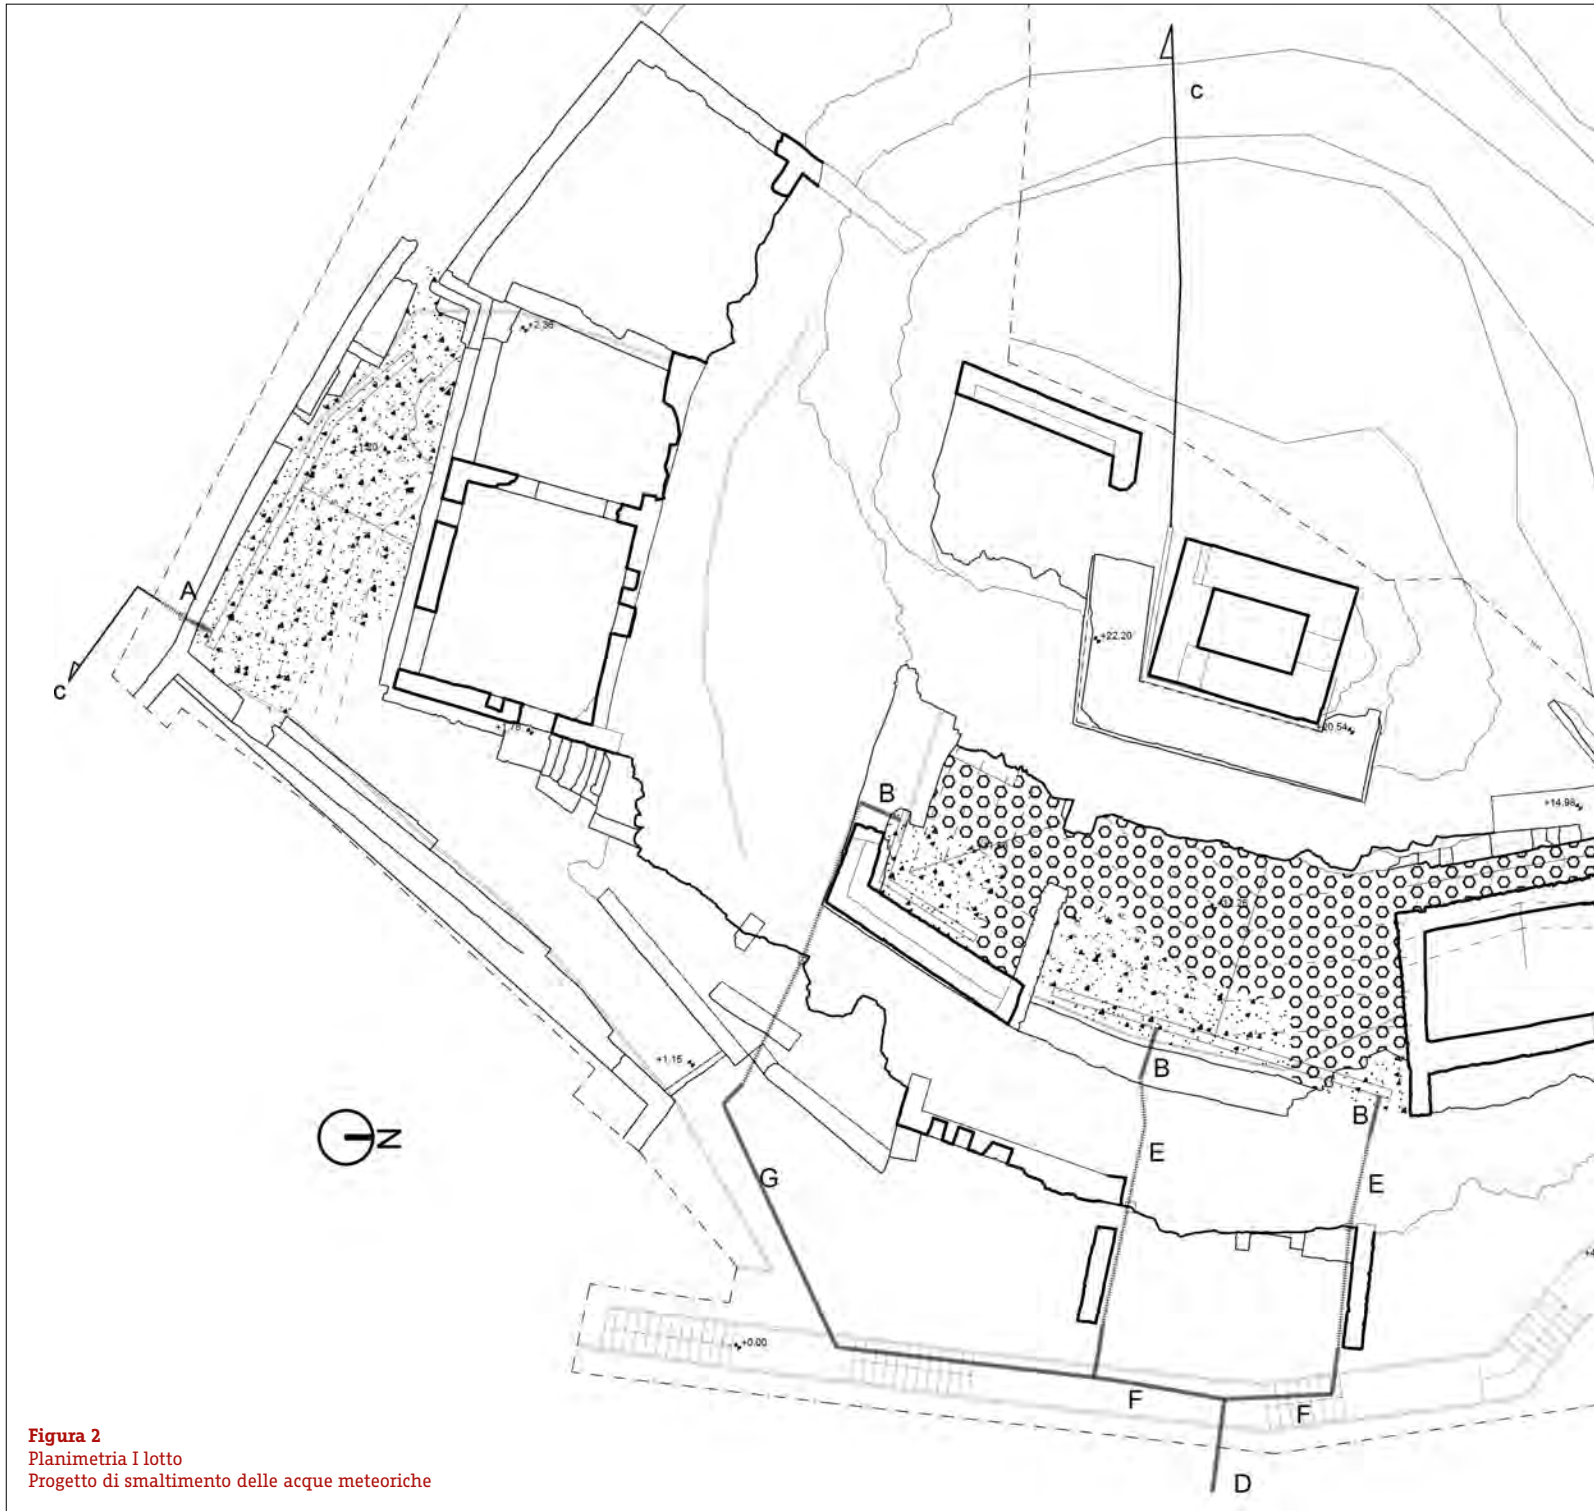 c
+2.36
A
+22.20
c
+14.98
B
+1.15
B
B
N
E
E
G
+0.00
F
F
D
Figura 2
Planimetria I lotto
Progetto di smaltimento delle acque meteoriche